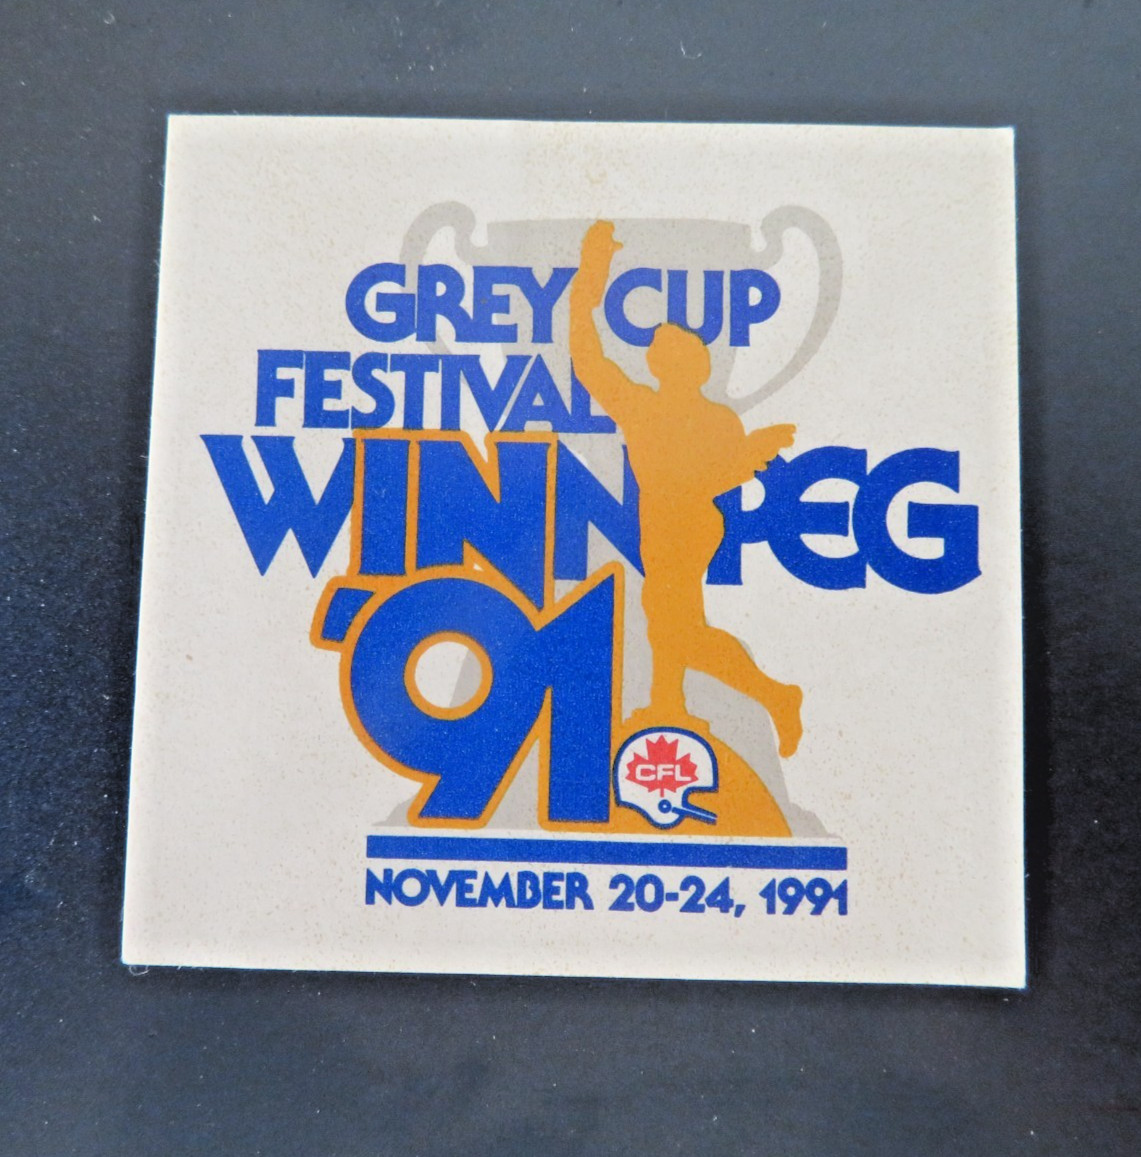 GREY CUP
FESTIVAL
WINNIPEG
'91
CFL
NOVEMBER 20-24, 1991